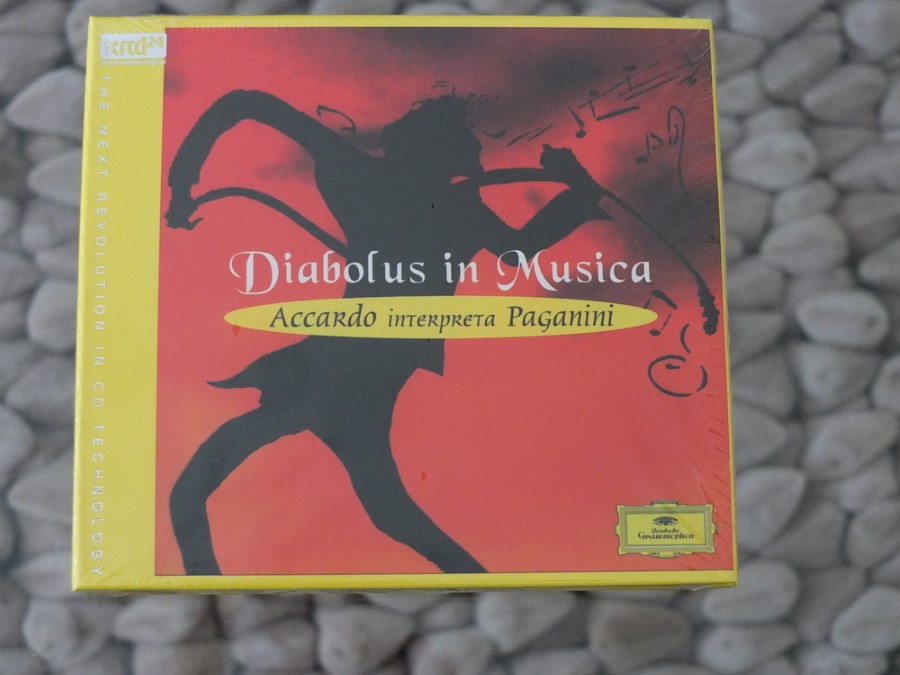 xrcd24
THE NEXT REVOLUTION IN CD TECHNOLOGY
Diabolus in Musica
Accardo interpreta Paganini
Deutsche
Grammophon